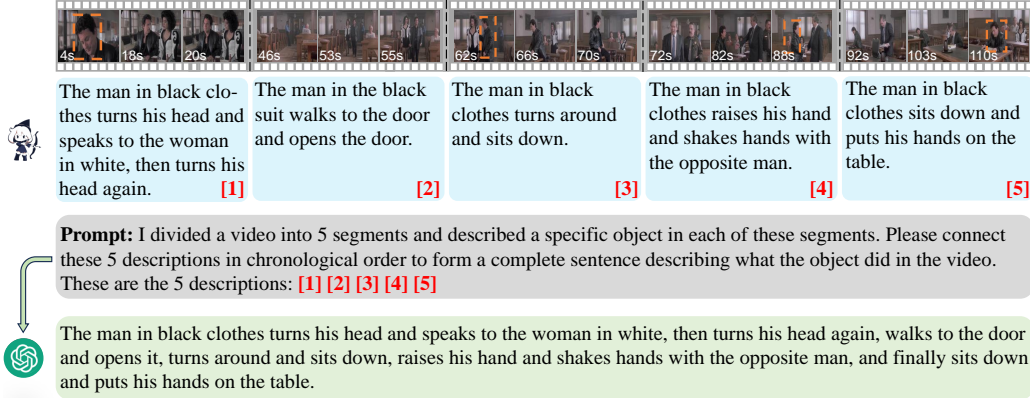 4s 18s 20s 46s 53s 55s 62s 66s 70s 72s 82s 88s 92s 103s 110s
The man in black clo-
thes turns his head and
speaks to the woman
in white, then turns his
head again. [1]
The man in the black
suit walks to the door
and opens the door.
[2]
The man in black
clothes turns around
and sits down.
[3]
The man in black
clothes raises his hand
and shakes hands with
the opposite man.
[4]
The man in black
clothes sits down and
puts his hands on the
table.
[5]
Prompt: I divided a video into 5 segments and described a specific object in each of these segments. Please connect
these 5 descriptions in chronological order to form a complete sentence describing what the object did in the video.
These are the 5 descriptions: [1] [2] [3] [4] [5]
The man in black clothes turns his head and speaks to the woman in white, then turns his head again, walks to the door
and opens it, turns around and sits down, raises his hand and shakes hands with the opposite man, and finally sits down
and puts his hands on the table.